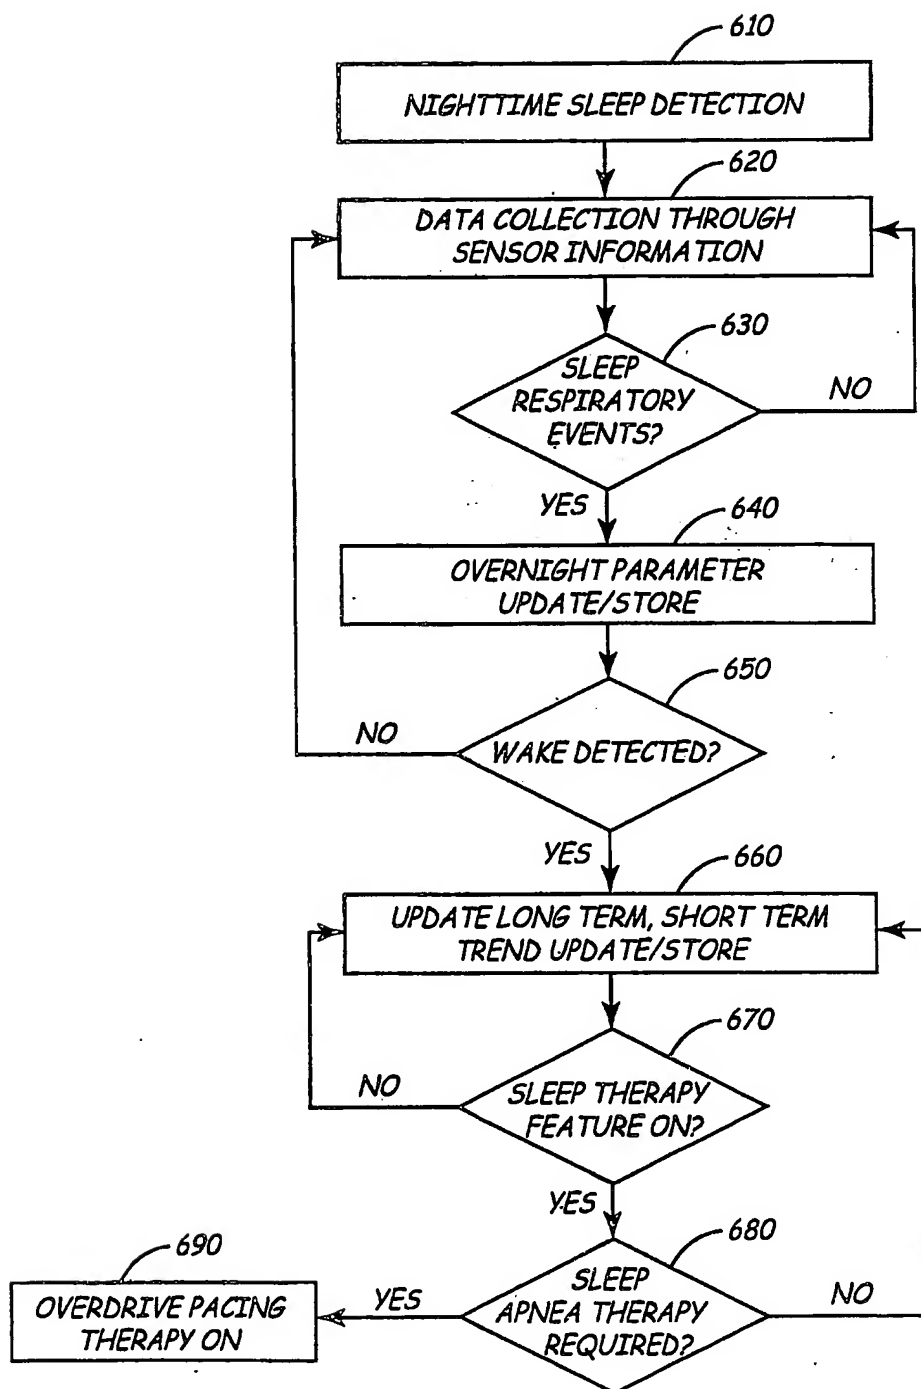 610
NIGHTTIME SLEEP DETECTION
620
DATA COLLECTION THROUGH
SENSOR INFORMATION
630
SLEEP
RESPIRATORY
EVENTS?
NO
YES
640
OVERNIGHT PARAMETER
UPDATE/STORE
650
NO
WAKE DETECTED?
YES
660
UPDATE LONG TERM, SHORT TERM
TREND UPDATE/STORE
670
NO
SLEEP THERAPY
FEATURE ON?
YES
680
690
SLEEP
APNEA THERAPY
REQUIRED?
YES
NO
OVERDRIVE PACING
THERAPY ON